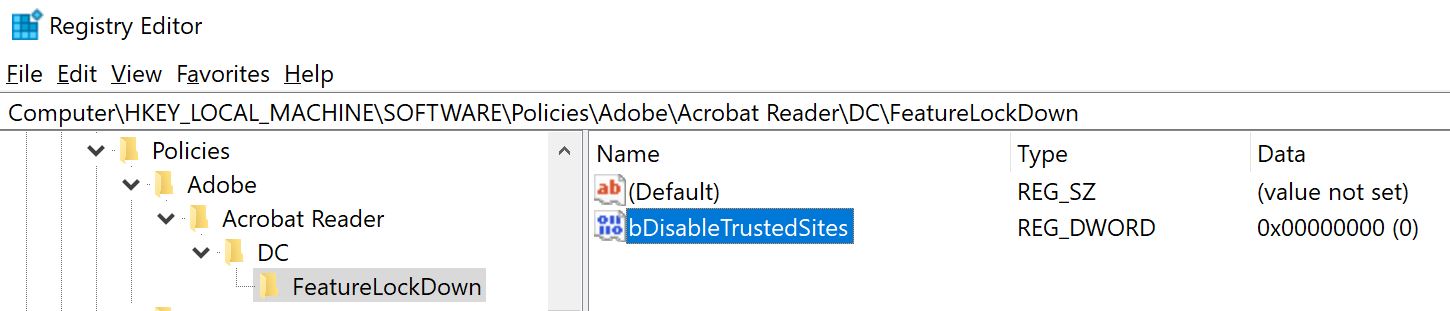 Registry Editor
File Edit View Favorites Help
Computer\HKEY_LOCAL_MACHINE\SOFTWARE\Policies\Adobe\Acrobat Reader\DC\FeatureLockDown
Policies
Adobe
Acrobat Reader
DC
FeatureLockDown
Name Type Data
ab (Default) REG_SZ (value not set)
bDisableTrustedSites REG_DWORD 0x00000000 (0)